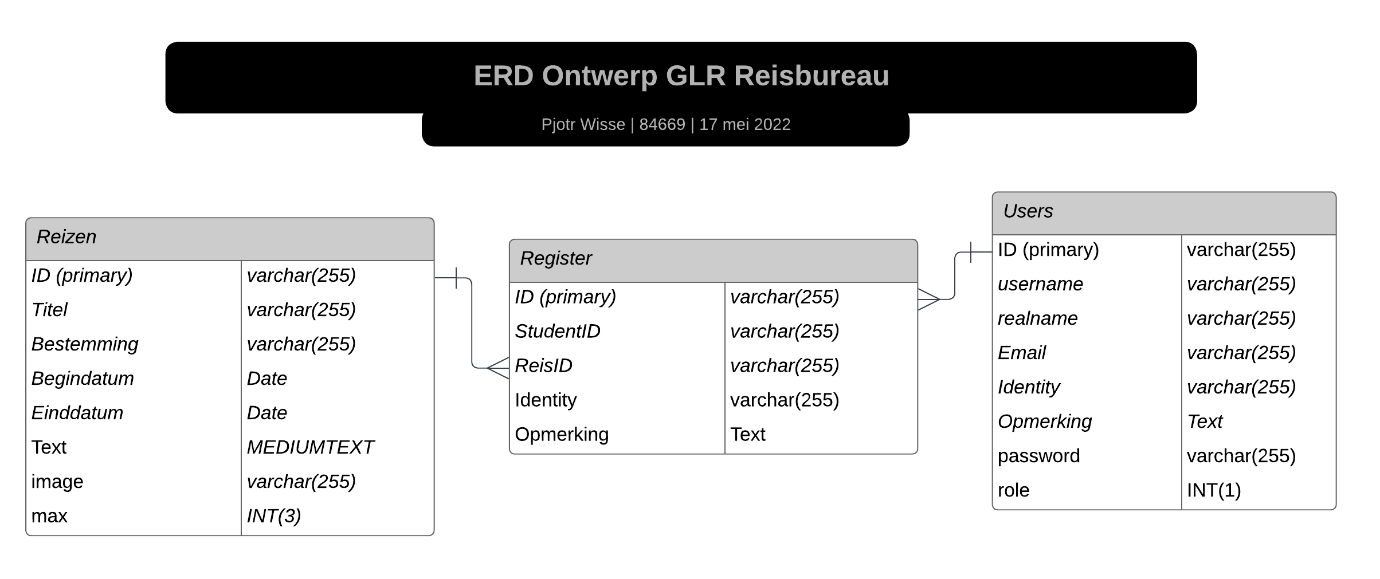 ERD Ontwerp GLR Reisbureau
Pjotr Wisse | 84669 | 17 mei 2022
Reizen
ID (primary) varchar(255)
Titel varchar(255)
Bestemming varchar(255)
Begindatum Date
Einddatum Date
Text MEDIUMTEXT
image varchar(255)
max INT(3)
Register
ID (primary) varchar(255)
StudentID varchar(255)
ReisID varchar(255)
Identity varchar(255)
Opmerking Text
Users
ID (primary) varchar(255)
username varchar(255)
realname varchar(255)
Email varchar(255)
Identity varchar(255)
Opmerking Text
password varchar(255)
role INT(1)